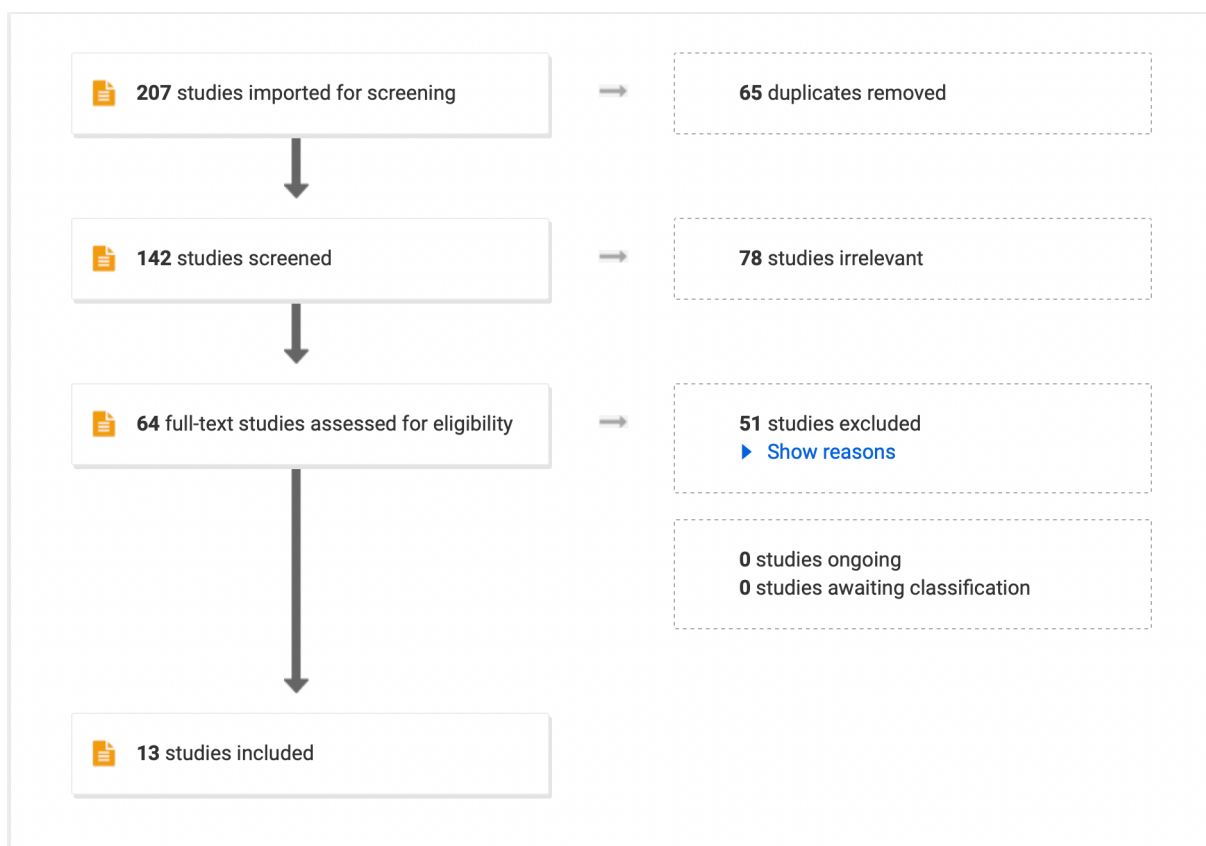 207 studies imported for screening
65 duplicates removed
142 studies screened
78 studies irrelevant
64 full-text studies assessed for eligibility
51 studies excluded
Show reasons
0 studies ongoing
0 studies awaiting classification
13 studies included